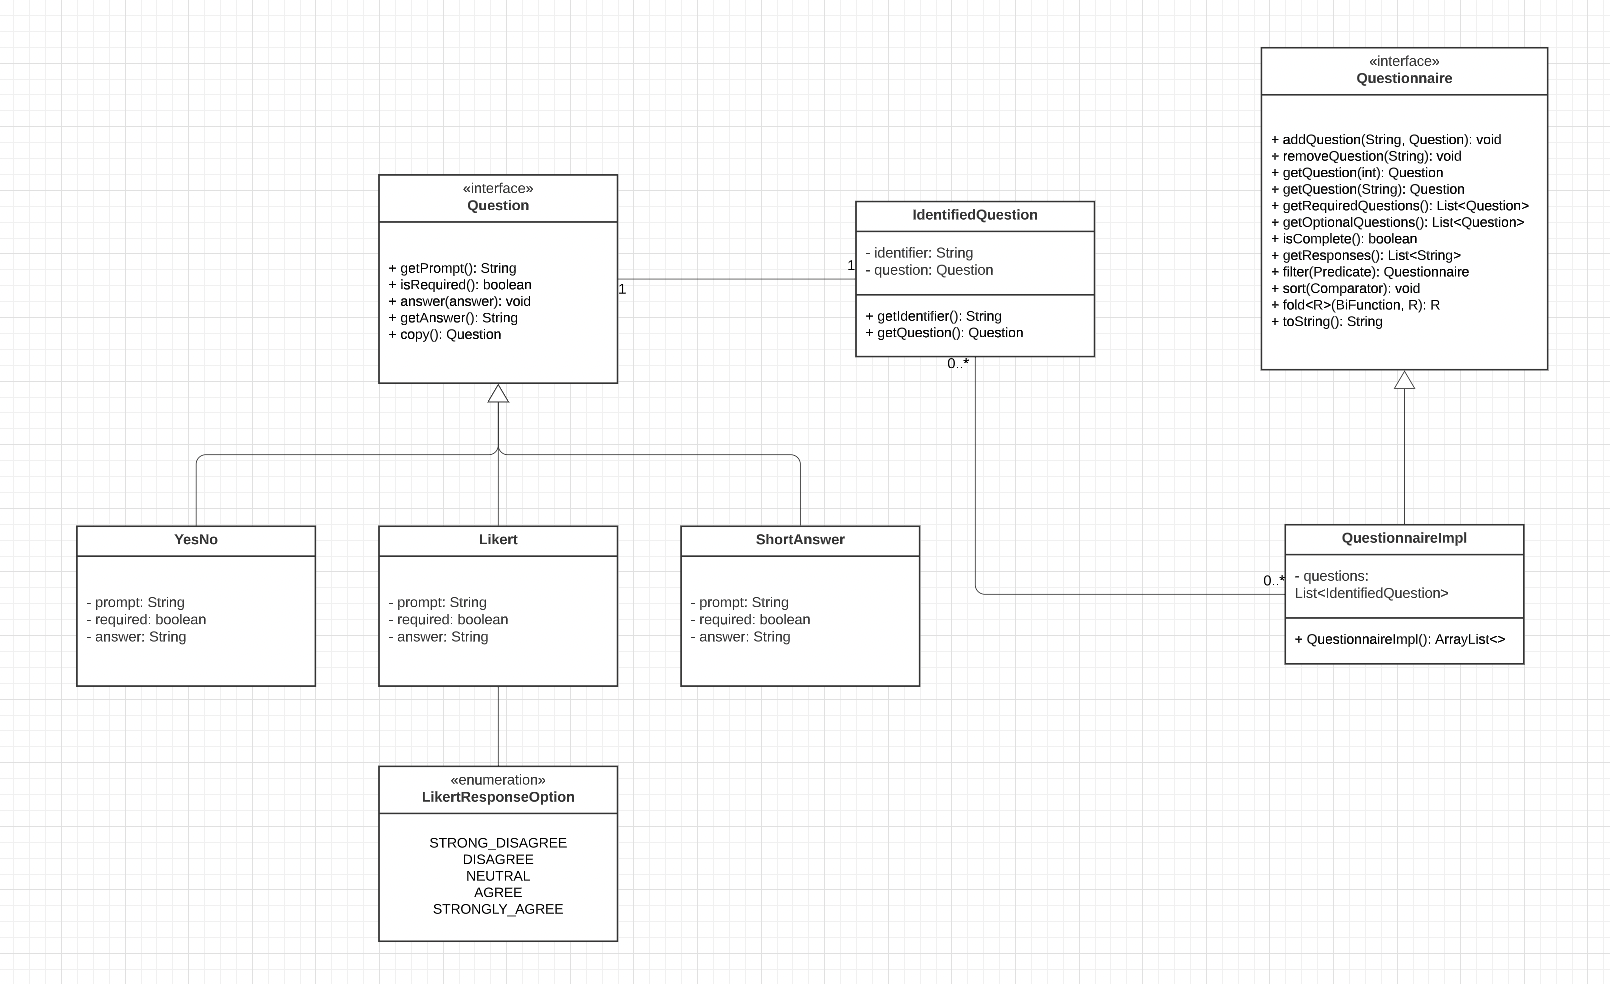 «interface»
Questionnaire
+ addQuestion(String, Question): void
+ removeQuestion(String): void
+ getQuestion(int): Question
+ getQuestion(String): Question
+ getRequiredQuestions(): List<Question>
+ getOptionalQuestions(): List<Question>
+ isComplete(): boolean
+ getResponses(): List<String>
+ filter(Predicate): Questionnaire
+ sort(Comparator): void
+ fold<R>(BiFunction, R): R
+ toString(): String
«interface»
Question
+ getPrompt(): String
+ isRequired(): boolean
+ answer(answer): void
+ getAnswer(): String
+ copy(): Question
1
1
IdentifiedQuestion
- identifier: String
- question: Question
+ getIdentifier(): String
+ getQuestion(): Question
0..*
YesNo
- prompt: String
- required: boolean
- answer: String
Likert
- prompt: String
- required: boolean
- answer: String
ShortAnswer
- prompt: String
- required: boolean
- answer: String
0..*
QuestionnaireImpl
- questions:
List<IdentifiedQuestion>
+ QuestionnaireImpl(): ArrayList<>
«enumeration»
LikertResponseOption
STRONG_DISAGREE
DISAGREE
NEUTRAL
AGREE
STRONGLY_AGREE